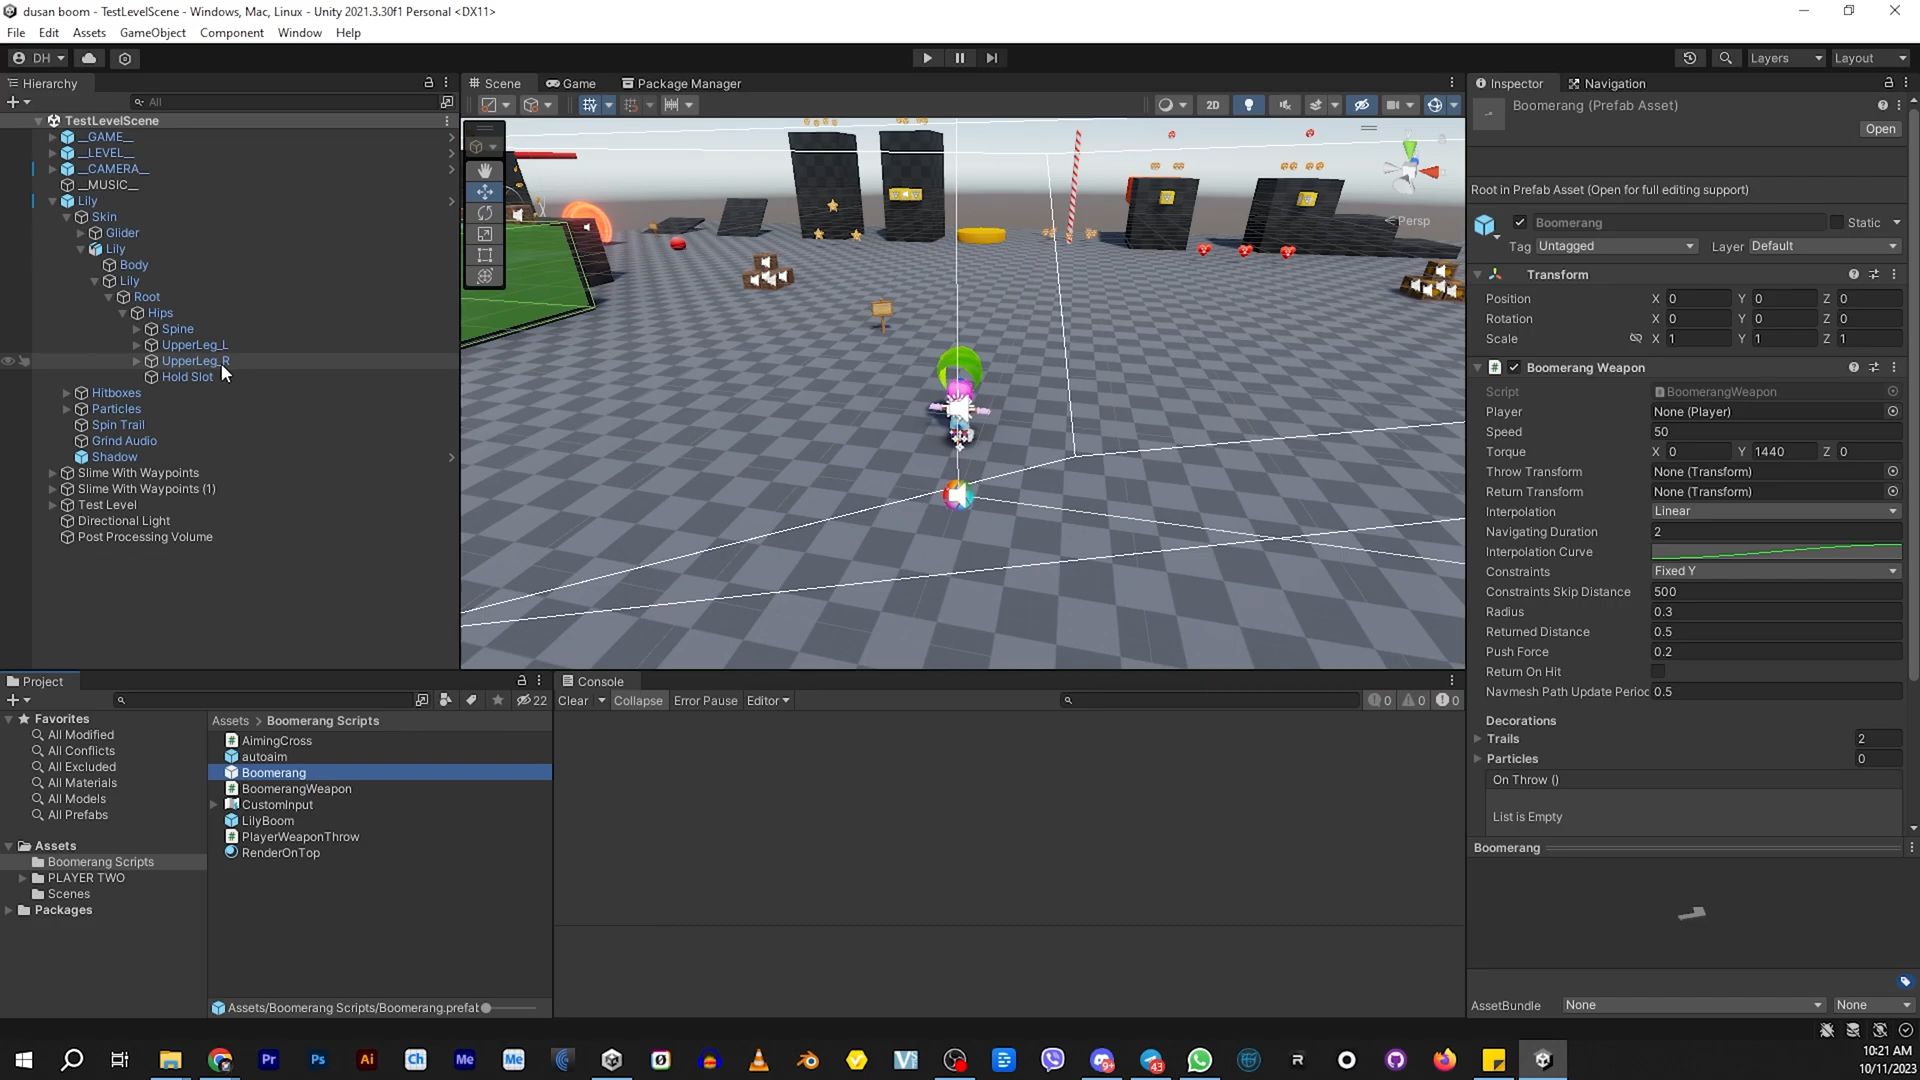 dusan boom - TestLevelScene - Windows, Mac, Linux - Unity 2021.3.30f1 Personal <DX11>
File Edit Assets GameObject Component Window Help
DH
Layers
Layout
Hierarchy
All
TestLevelScene
__GAME__
__LEVEL__
__CAMERA__
__MUSIC__
Lily
Skin
Glider
Lily
Body
Lily
Root
Hips
Spine
UpperLeg_L
UpperLeg_R
Hold Slot
Hitboxes
Particles
Spin Trail
Grind Audio
Shadow
Slime With Waypoints
Slime With Waypoints (1)
Test Level
Directional Light
Post Processing Volume
Scene
Game
Package Manager
2D
Persp
Inspector
Navigation
Boomerang (Prefab Asset)
Open
Root in Prefab Asset (Open for full editing support)
Boomerang
Static
Tag Untagged
Layer Default
Transform
Position X 0 Y 0 Z 0
Rotation X 0 Y 0 Z 0
Scale X 1 Y 1 Z 1
Boomerang Weapon
Script BoomerangWeapon
Player None (Player)
Speed 50
Torque X 0 Y 1440 Z 0
Throw Transform None (Transform)
Return Transform None (Transform)
Interpolation Linear
Navigating Duration 2
Interpolation Curve
Constraints Fixed Y
Constraints Skip Distance 500
Radius 0.3
Returned Distance 0.5
Push Force 0.2
Return On Hit
Navmesh Path Update Perioc 0.5
Decorations
Trails 2
Particles 0
On Throw ()
List is Empty
Boomerang
AssetBundle None None
Project
22
Favorites
All Modified
All Conflicts
All Excluded
All Materials
All Models
All Prefabs
Assets
Boomerang Scripts
PLAYER TWO
Scenes
Packages
Assets > Boomerang Scripts
AimingCross
autoaim
Boomerang
BoomerangWeapon
CustomInput
LilyBoom
PlayerWeaponThrow
RenderOnTop
Assets/Boomerang Scripts/Boomerang.prefat
Console
Clear Collapse Error Pause Editor
0 0 0
Pr Ps Ai Ch Me Me
9+
43
10:21 AM
10/11/2023